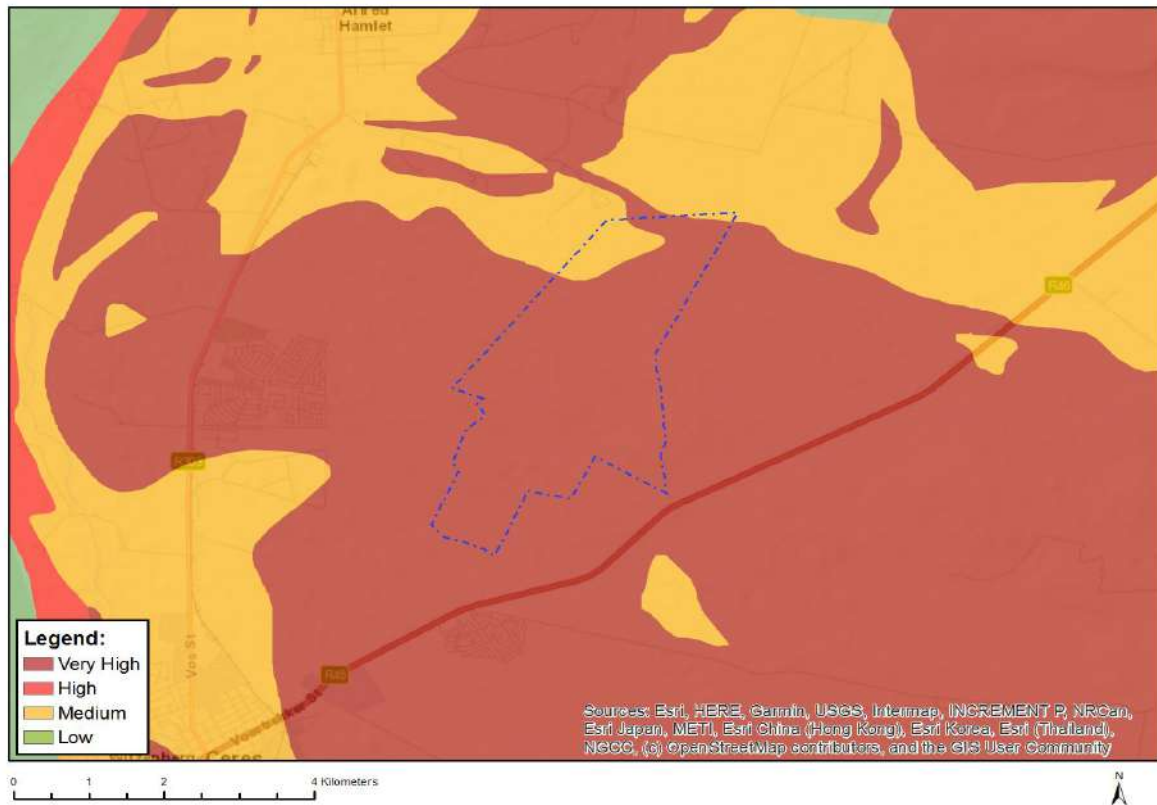 Hamlet
R46
R303
Vos St
R46
Legend:
Very High
High
Medium
Low
Sources: Esri, HERE, Garmin, USGS, Intermap, INCREMENT P, NRCan,
Esri Japan, METI, Esri China (Hong Kong), Esri Korea, Esri (Thailand),
NGCC, (c) OpenStreetMap contributors, and the GIS User Community
Ceres
0 1 2 4 Kilometers
N